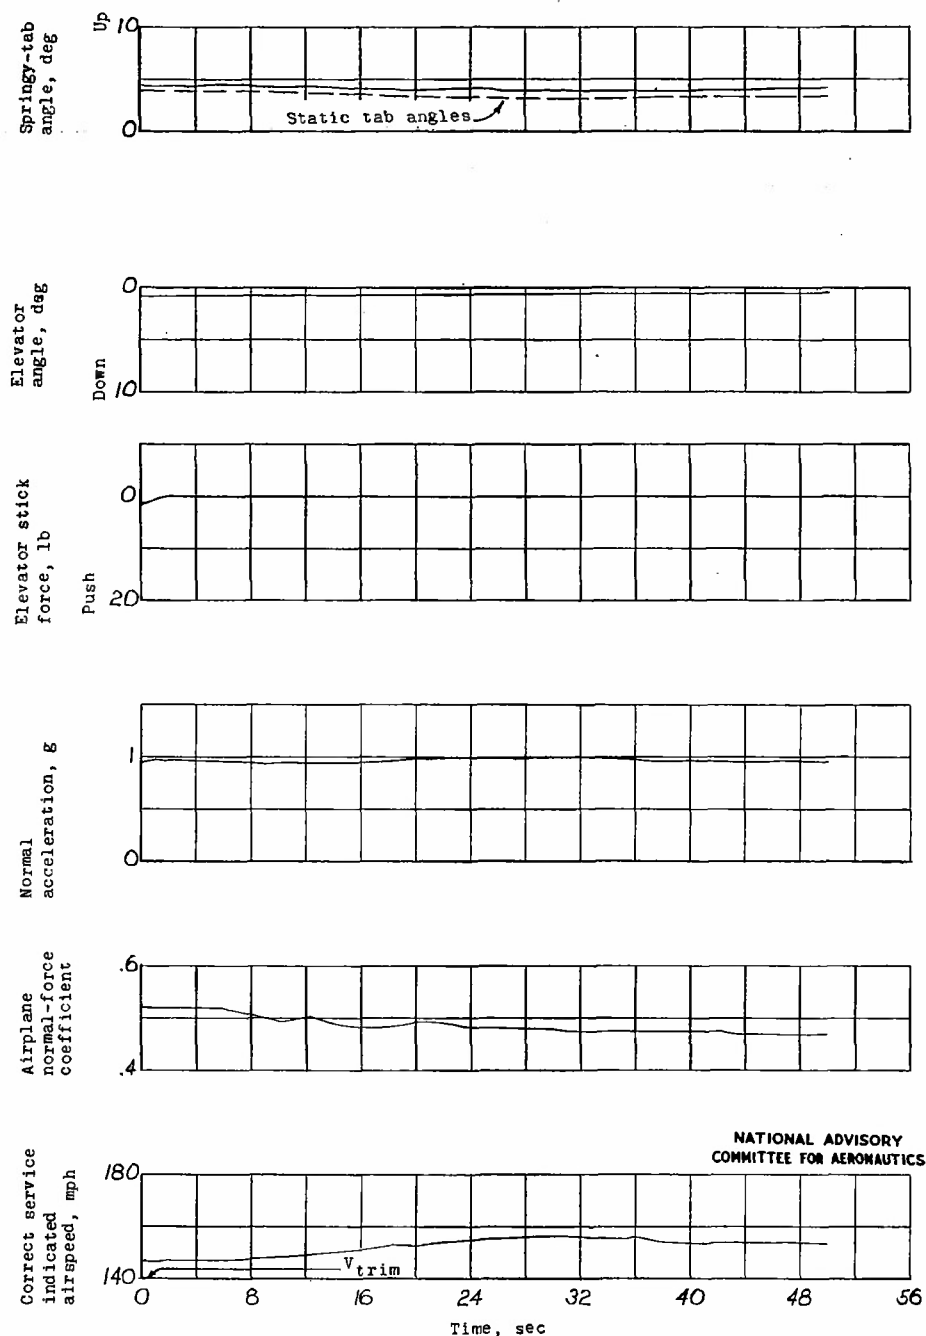 Springy-tab
angle, deg
Up
10
0
Static tab angles
Elevator
angle, deg
Down
0
10
Elevator stick
force, lb
Push
0
20
Normal
acceleration, g
1
0
Airplane
normal-force
coefficient
.6
.4
NATIONAL ADVISORY
COMMITTEE FOR AERONAUTICS
Correct service
indicated
airspeed, mph
180
140
Vtrim
0 8 16 24 32 40 48 56
Time, sec